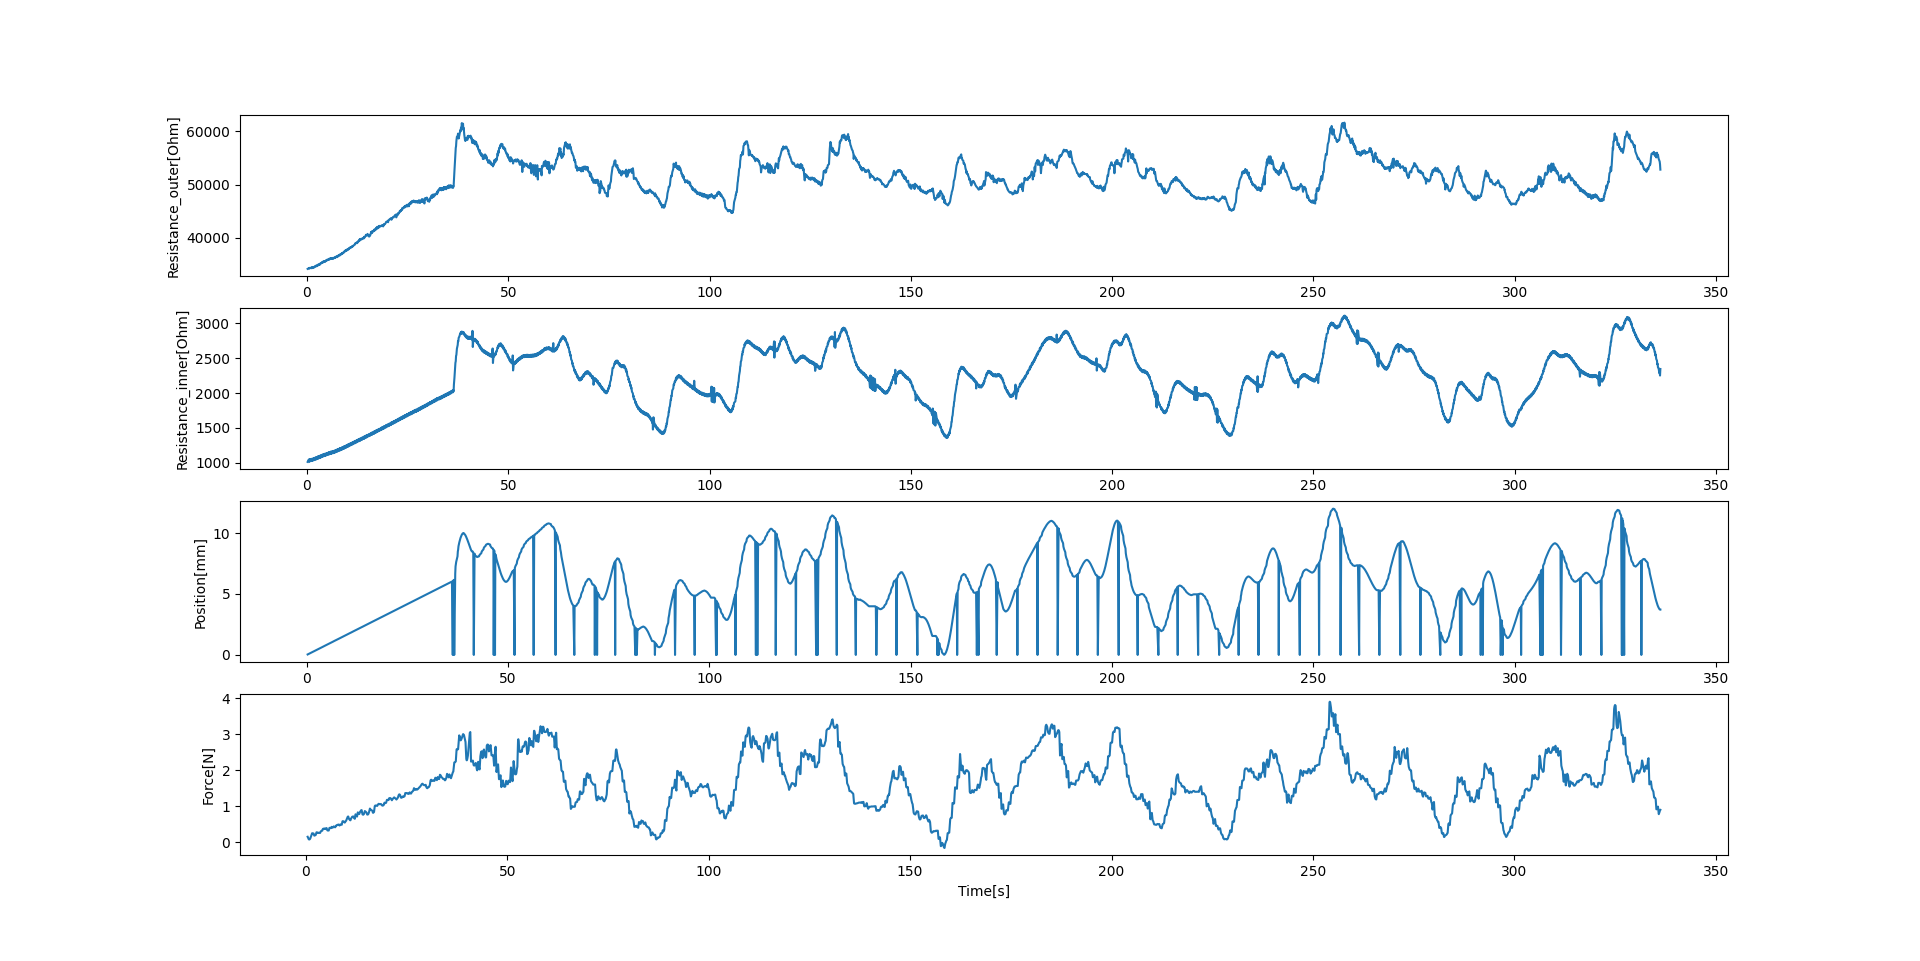 Resistance_outer[Ohm]
60000
50000
40000
0 50 100 150 200 250 300 350
Resistance_inner[Ohm]
3000
2500
2000
1500
1000
0 50 100 150 200 250 300 350
Position[mm]
10
5
0
0 50 100 150 200 250 300 350
Force[N]
4
3
2
1
0
0 50 100 150 200 250 300 350
Time[s]